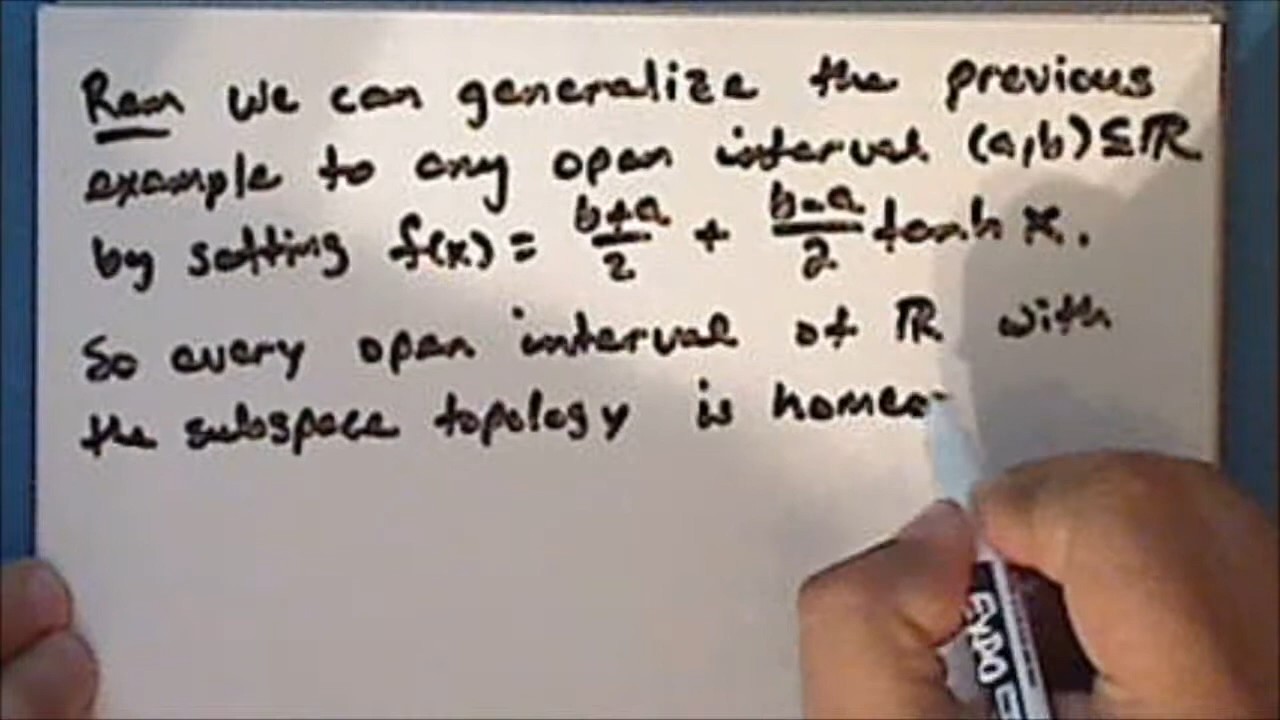 Rem We can generalize the previous
example to any open interval (a,b) ⊆ ℝ
by setting f(x) = b+a/2 + b-a/2 tanh x.
So every open interval of ℝ with
the subspace topology is homeo
EXPO